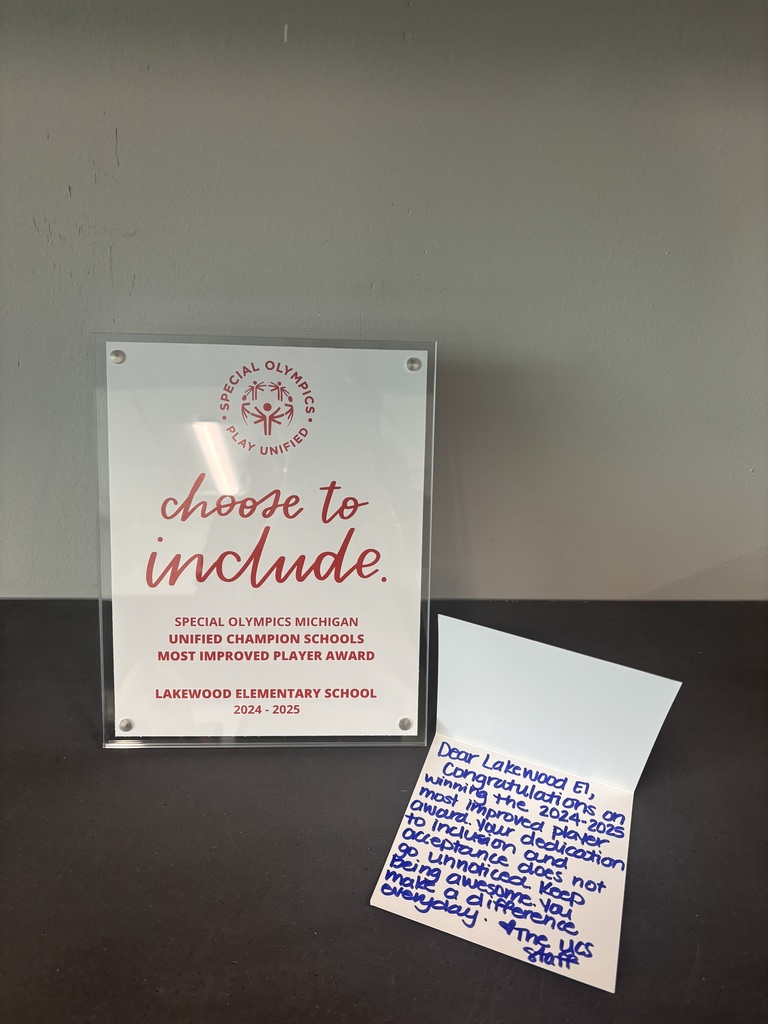 SPECIAL OLYMPICS
PLAY UNIFIED
choose to
include.
SPECIAL OLYMPICS MICHIGAN
UNIFIED CHAMPION SCHOOLS
MOST IMPROVED PLAYER AWARD
LAKEWOOD ELEMENTARY SCHOOL
2024 - 2025
Dear Lakewood El,
Congratulations on
winning the 2024-2025
most improved player
award. Your dedication
to inclusion and
acceptance does not
go unnoticed. Keep
Being awesome. You
make a difference
everyday.
The UCS
Staff